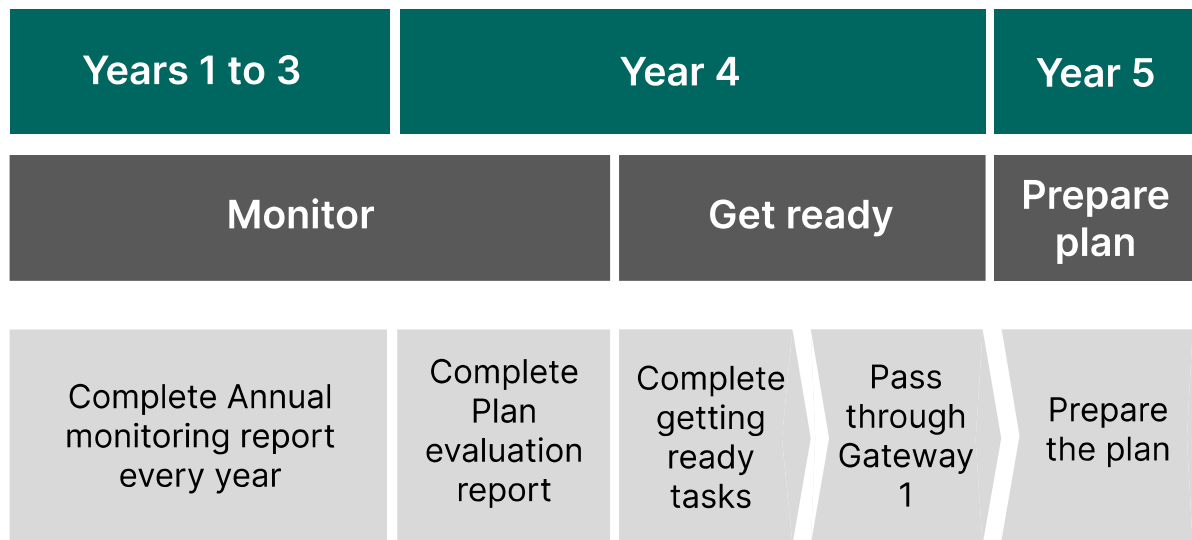 Years 1 to 3
Year 4
Year 5
Monitor
Get ready
Prepare
plan
Complete Annual
monitoring report
every year
Complete
Plan
evaluation
report
Complete
getting
ready
tasks
Pass
through
Gateway
1
Prepare
the plan